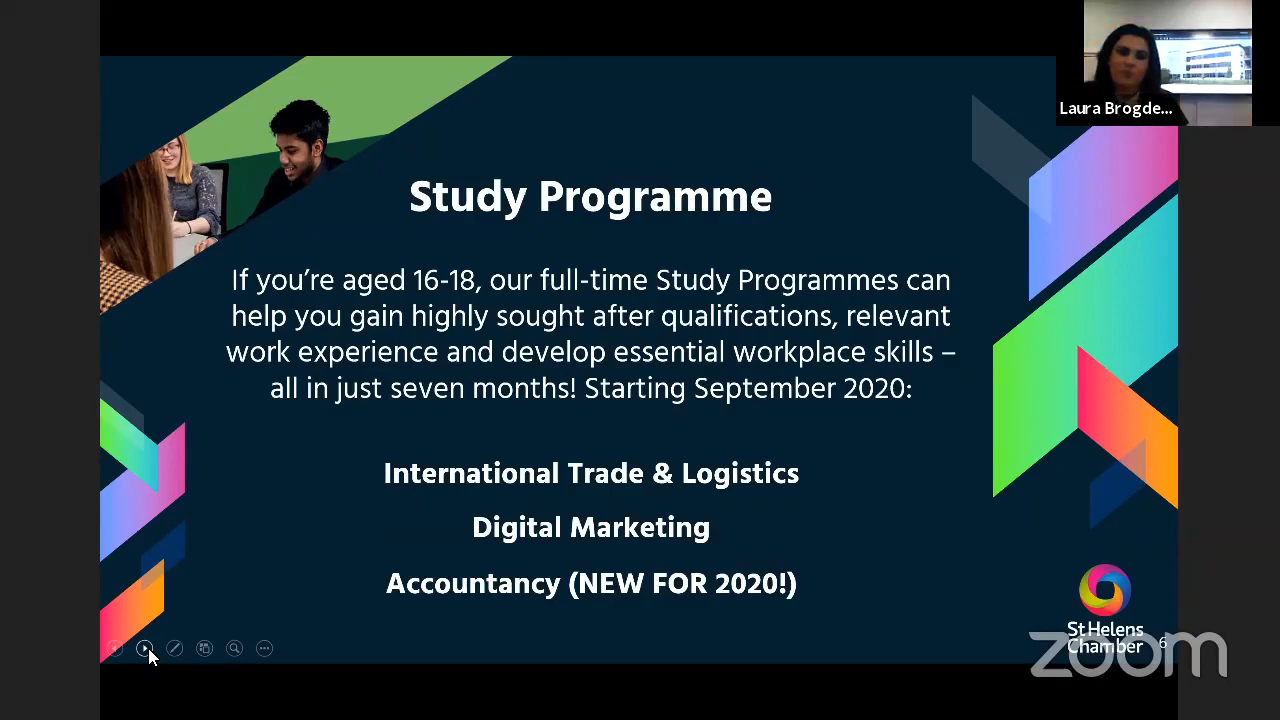 Laura Brogde...
Study Programme
If you're aged 16-18, our full-time Study Programmes can
help you gain highly sought after qualifications, relevant
work experience and develop essential workplace skills –
all in just seven months! Starting September 2020:
International Trade & Logistics
Digital Marketing
Accountancy (NEW FOR 2020!)
St Helens
Chamber
6
zoom